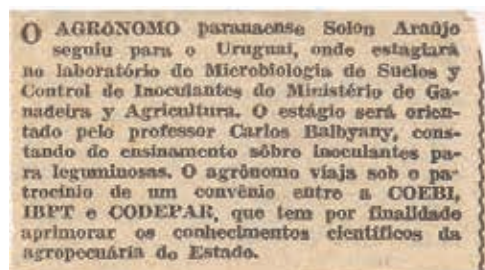 O AGRÔNOMO paranaense Solon Araújo
seguiu para o Uruguai, onde estagiará
no laboratório de Microbiologia de Suelos y
Control de Inoculantes do Ministério de Ga-
nadeira y Agricultura. O estágio será orien-
tado pelo professor Carlos Balbyany, cons-
tando de ensinamento sôbre inoculantes pa-
ra leguminosas. O agrônomo viaja sob o pa-
trocínio de um convênio entre a COEBI,
IBPT e CODEPAR, que tem por finalidade
aprimorar os conhecimentos científicos da
agropecuária do Estado.